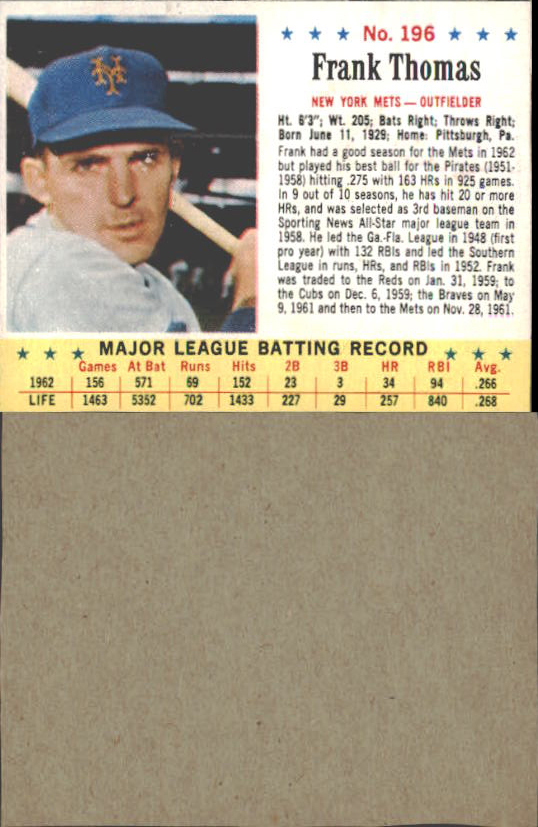 ★ ★ ★ No. 196 ★ ★ ★
Frank Thomas
NEW YORK METS — OUTFIELDER
Ht. 6'3"; Wt. 205; Bats Right; Throws Right;
Born June 11, 1929; Home: Pittsburgh, Pa.
Frank had a good season for the Mets in 1962
but played his best ball for the Pirates (1951-
1958) hitting .275 with 163 HRs in 925 games.
In 9 out of 10 seasons, he has hit 20 or more
HRs, and was selected as 3rd baseman on the
Sporting News All-Star major league team in
1958. He led the Ga.-Fla. League in 1948 (first
pro year) with 132 RBIs and led the Southern
League in runs, HRs, and RBIs in 1952. Frank
was traded to the Reds on Jan. 31, 1959; to
the Cubs on Dec. 6, 1959; the Braves on May
9, 1961 and then to the Mets on Nov. 28, 1961.
NY
★ ★ ★ MAJOR LEAGUE BATTING RECORD ★ ★ ★
Games At Bat Runs Hits 2B 3B HR RBI Avg.
1962 156 571 69 152 23 3 34 94 .266
LIFE 1463 5352 702 1433 227 29 257 840 .268